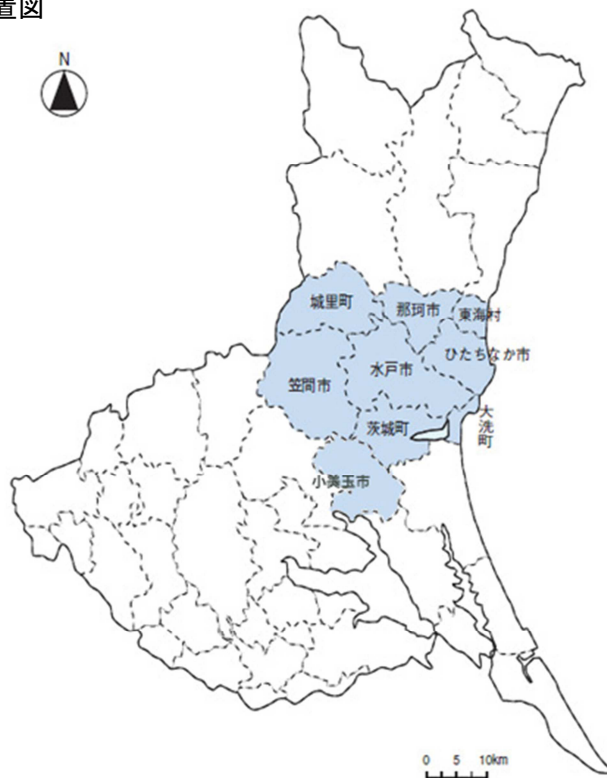 置図
N
城里町
那珂市
東海村
ひたちなか市
水戸市
笠間市
大洗町
茨城町
小美玉市
0 5 10km